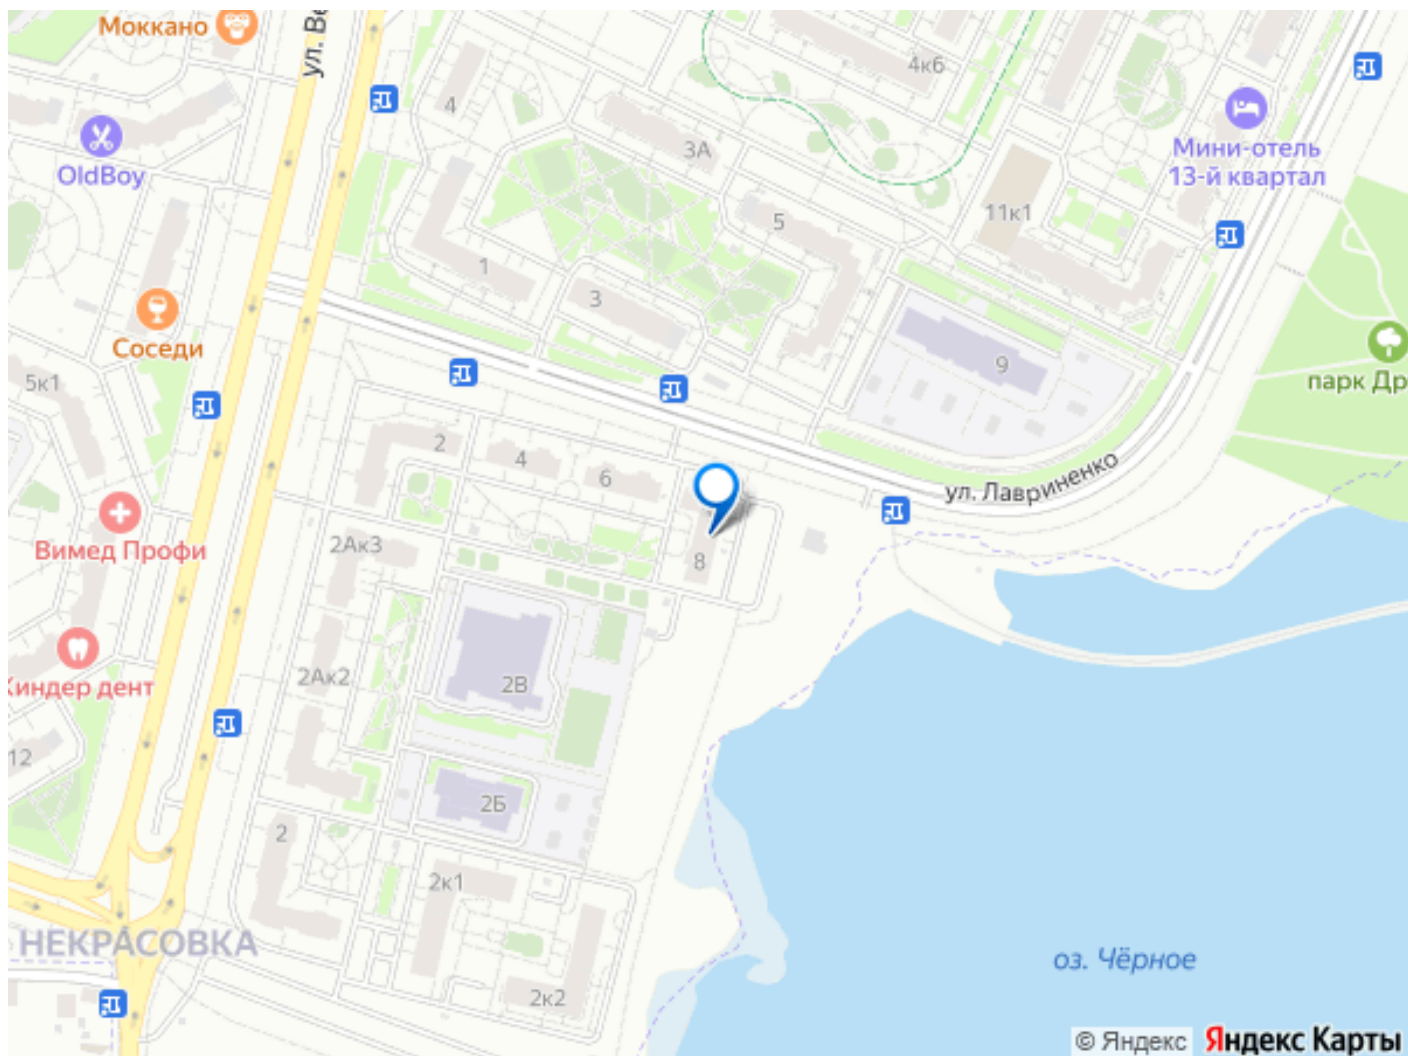 Моккано
ул. Ве
4к6
4
3А
OldBoy
Мини-отель
13-й квартал
11к1
5
1
3
Соседи
9
5к1
парк Др
2
4
6
ул. Лавриненко
Вимед Профи
2Ак3
8
2Ак2
2В
Киндер дент
12
2Б
2
2к1
НЕКРАСОВКА
оз. Чёрное
2к2
© Яндекс Яндекс Карты